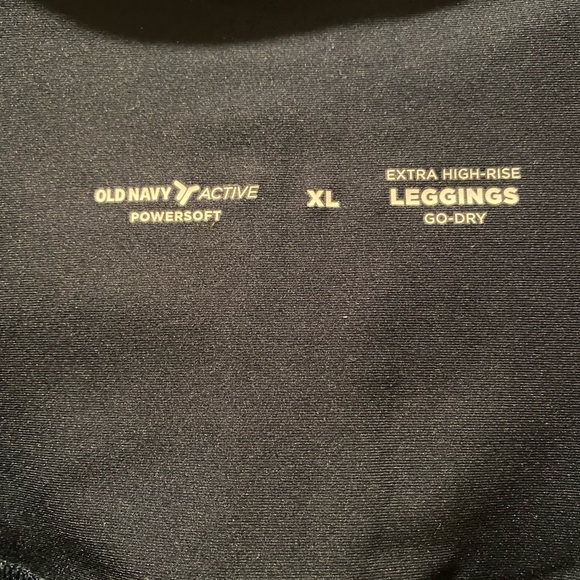 OLD NAVY ACTIVE
POWERSOFT
XL
EXTRA HIGH-RISE
LEGGINGS
GO-DRY